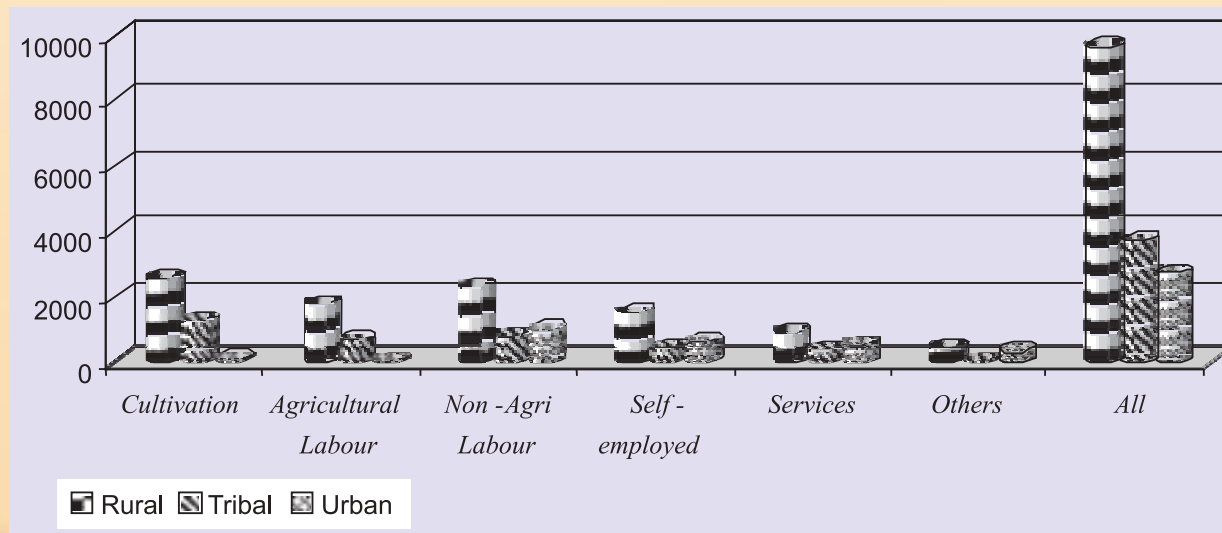 10000
8000
6000
4000
2000
0
Cultivation Agricultural Non -Agri Self - Services Others All
Labour Labour employed
Rural Tribal Urban